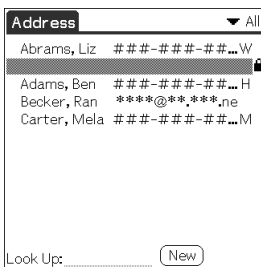 Address All
Abrams, Liz ###-###-##...W
Adams, Ben ###-###-##...H
Becker, Ran ****@**.***.ne
Carter, Mela ###-###-##...M
Look Up: New